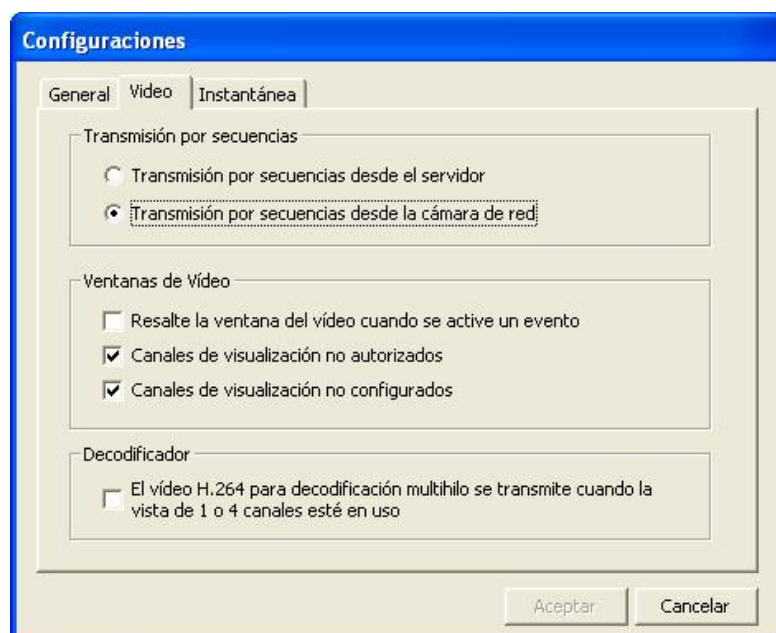 Configuraciones
General Video Instantánea
Transmisión por secuencias
Transmisión por secuencias desde el servidor
Transmisión por secuencias desde la cámara de red
Ventanas de Vídeo
Resalte la ventana del vídeo cuando se active un evento
Canales de visualización no autorizados
Canales de visualización no configurados
Decodificador
El vídeo H.264 para decodificación multihilo se transmite cuando la
vista de 1 o 4 canales esté en uso
Aceptar Cancelar